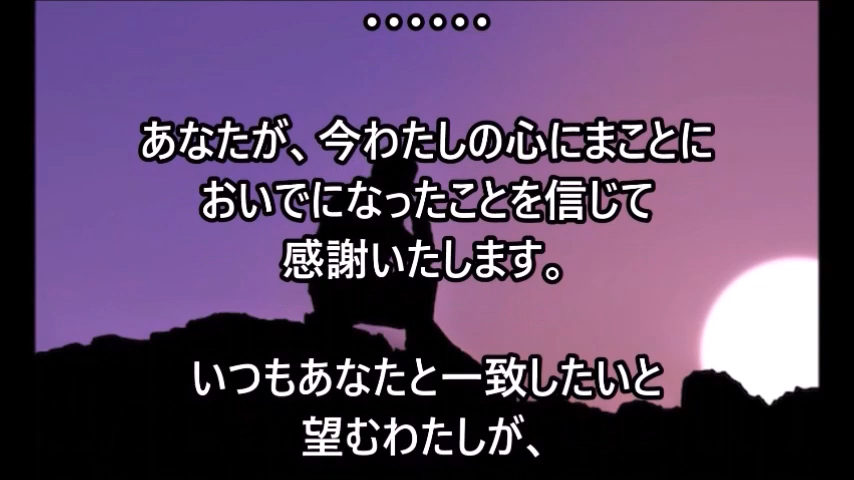 ••••••
あなたが、今わたしの心にまことに
おいでになったことを信じて
感謝いたします。
いつもあなたと一致したいと
望むわたしが、